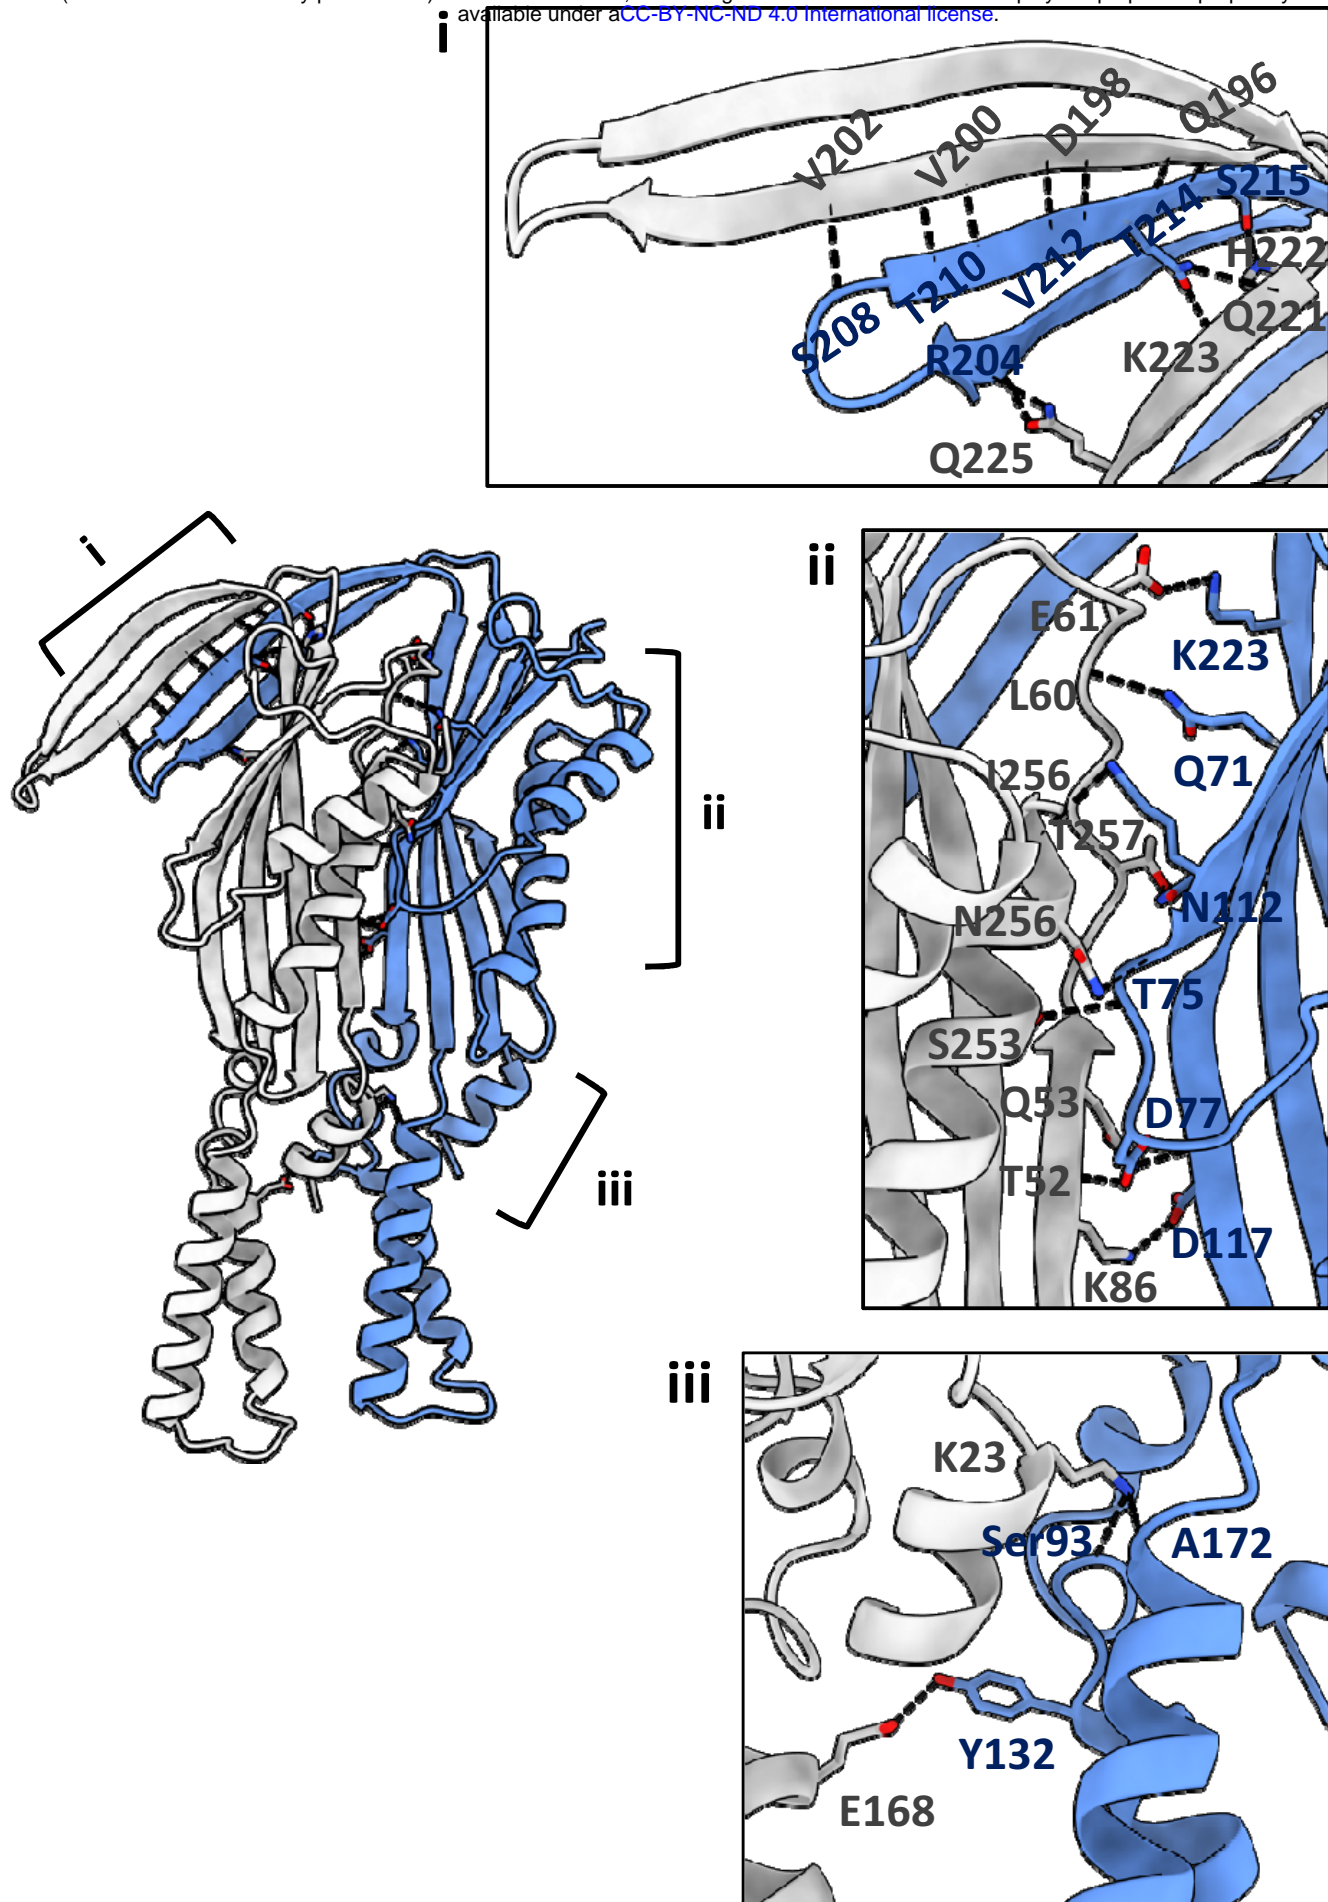 available under aCC-BY-NC-ND 4.0 International license.
i
V202
V200
D198
Q196
S215
T214
H222
V212
T210
S208
Q221
R204
K223
Q225
i
ii
iii
ii
E61
K223
L60
Q71
I256
T257
N112
N256
T75
S253
Q53
D77
T52
D117
K86
iii
K23
Ser93
A172
Y132
E168